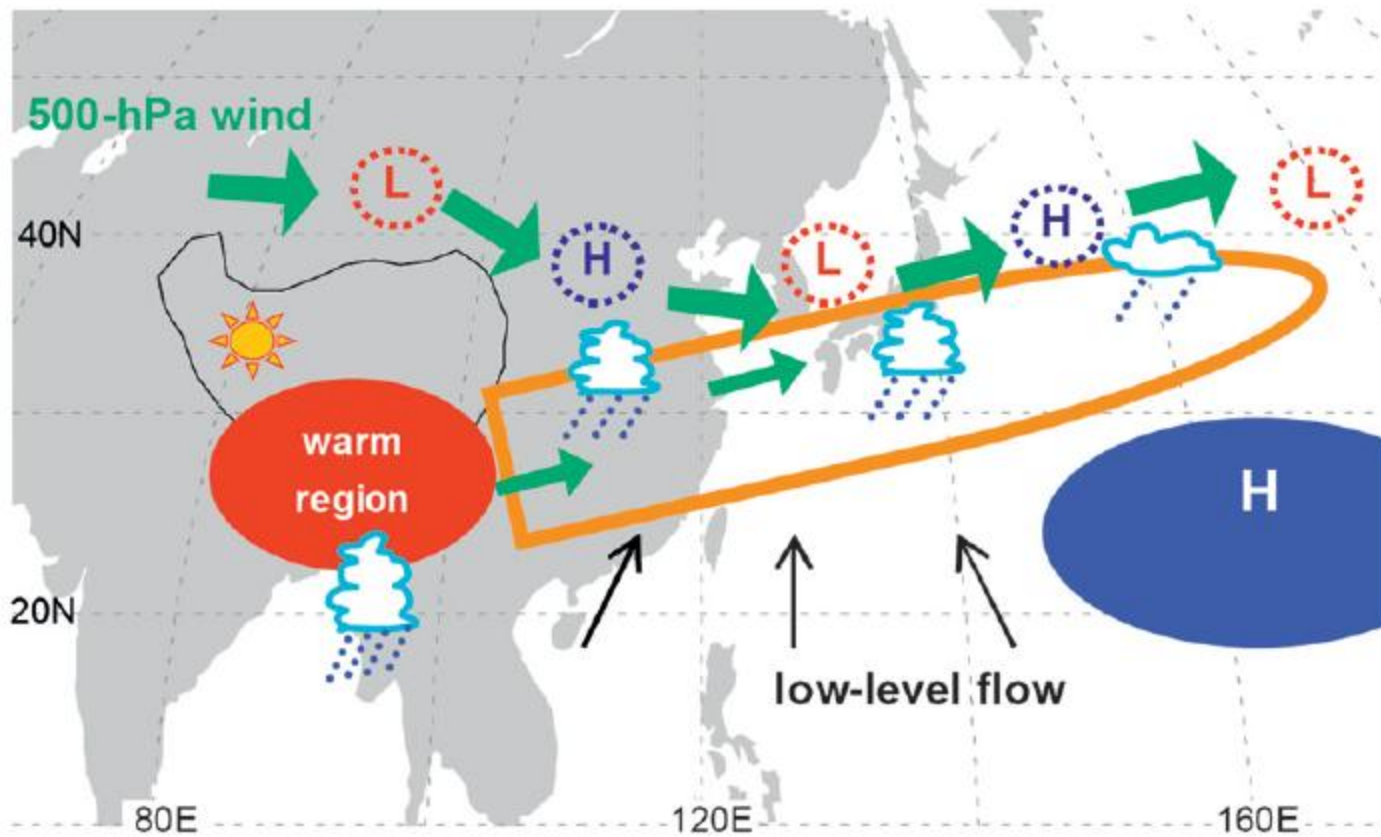 500-hPa wind
L
L
H
L
H
40N
H
warm
region
20N
low-level flow
80E
120E
160E